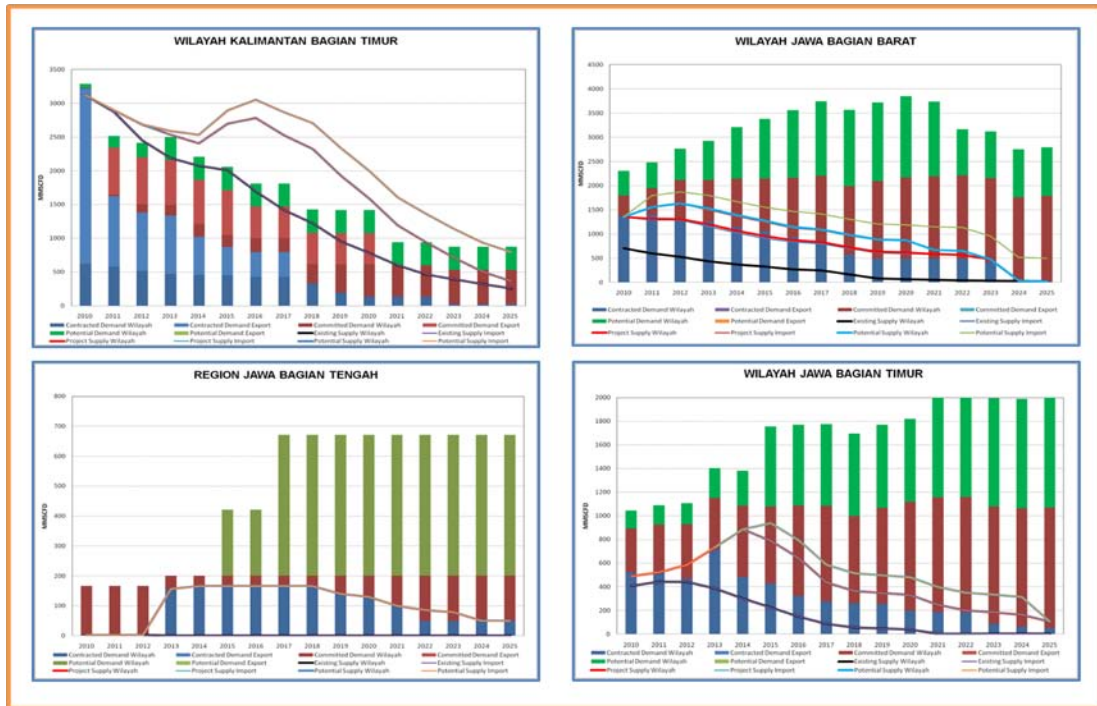 WILAYAH KALIMANTAN BAGIAN TIMUR
3500
3000
2500
2000
1500
1000
500
0
MMSCFD
2010 2011 2012 2013 2014 2015 2016 2017 2018 2019 2020 2021 2022 2023 2024 2025
Contracted Demand Wilayah Contracted Demand Export Committed Demand Wilayah Committed Demand Export
Potential Demand Wilayah Potential Demand Export Existing Supply Wilayah Existing Supply Import
Project Supply Wilayah Project Supply Import Potential Supply Wilayah Potential Supply Import
WILAYAH JAWA BAGIAN BARAT
4500
4000
3500
3000
2500
2000
1500
1000
500
0
MMSCFD
2010 2011 2012 2013 2014 2015 2016 2017 2018 2019 2020 2021 2022 2023 2024 2025
Contracted Demand Wilayah Contracted Demand Export Committed Demand Wilayah Committed Demand Export
Potential Demand Wilayah Potential Demand Export Existing Supply Wilayah Existing Supply Import
Project Supply Wilayah Project Supply Import Potential Supply Wilayah Potential Supply Import
REGION JAWA BAGIAN TENGAH
800
700
600
500
400
300
200
100
0
MMSCFD
2010 2011 2012 2013 2014 2015 2016 2017 2018 2019 2020 2021 2022 2023 2024 2025
Contracted Demand Wilayah Contracted Demand Export Committed Demand Wilayah Committed Demand Export
Potential Demand Wilayah Potential Demand Export Existing Supply Wilayah Existing Supply Import
Project Supply Wilayah Project Supply Import Potential Supply Wilayah Potential Supply Import
WILAYAH JAWA BAGIAN TIMUR
2000
1800
1600
1400
1200
1000
800
600
400
200
0
MMSCFD
2010 2011 2012 2013 2014 2015 2016 2017 2018 2019 2020 2021 2022 2023 2024 2025
Contracted Demand Wilayah Contracted Demand Export Committed Demand Wilayah Committed Demand Export
Potential Demand Wilayah Potential Demand Export Existing Supply Wilayah Existing Supply Import
Project Supply Wilayah Project Supply Import Potential Supply Wilayah Potential Supply Import